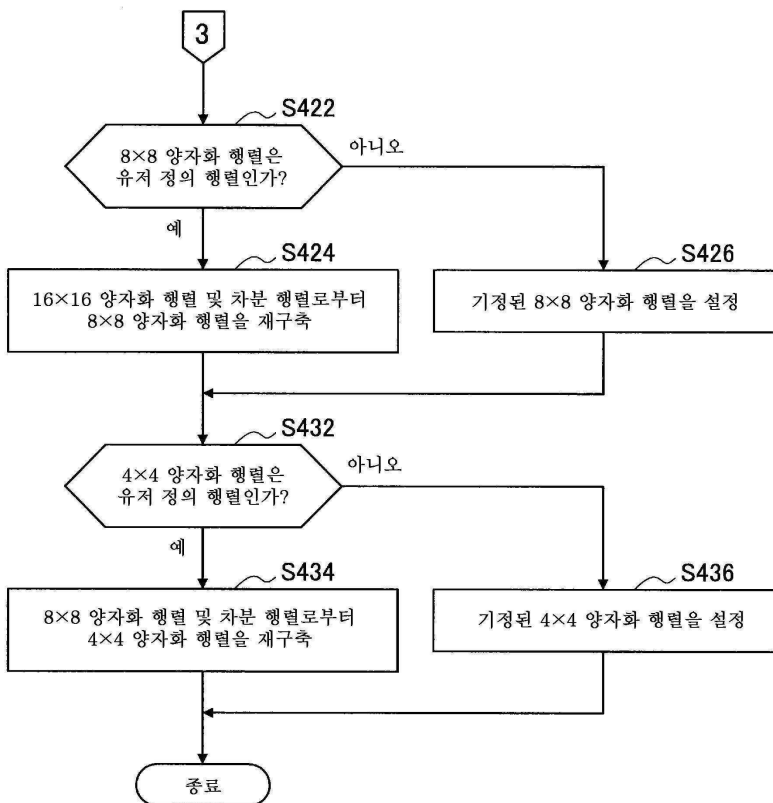 3
S422
8×8 양자화 행렬은
유저 정의 행렬인가?
아니오
예
S424
16×16 양자화 행렬 및 차분 행렬로부터
8×8 양자화 행렬을 재구축
S426
기정된 8×8 양자화 행렬을 설정
S432
4×4 양자화 행렬은
유저 정의 행렬인가?
아니오
예
S434
8×8 양자화 행렬 및 차분 행렬로부터
4×4 양자화 행렬을 재구축
S436
기정된 4×4 양자화 행렬을 설정
종료